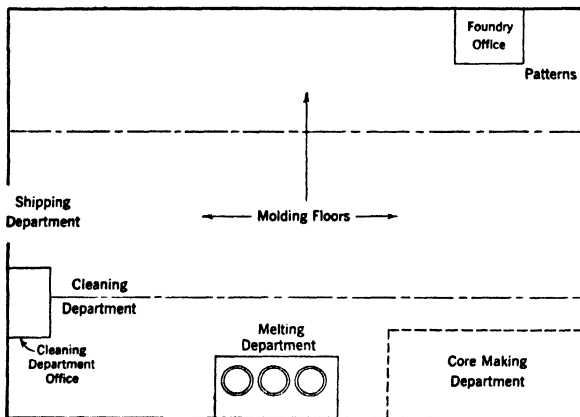 Foundry
Office
Patterns
Shipping
Department
Molding Floors
Cleaning
Department
Cleaning
Department
Office
Melting
Department
Core Making
Department